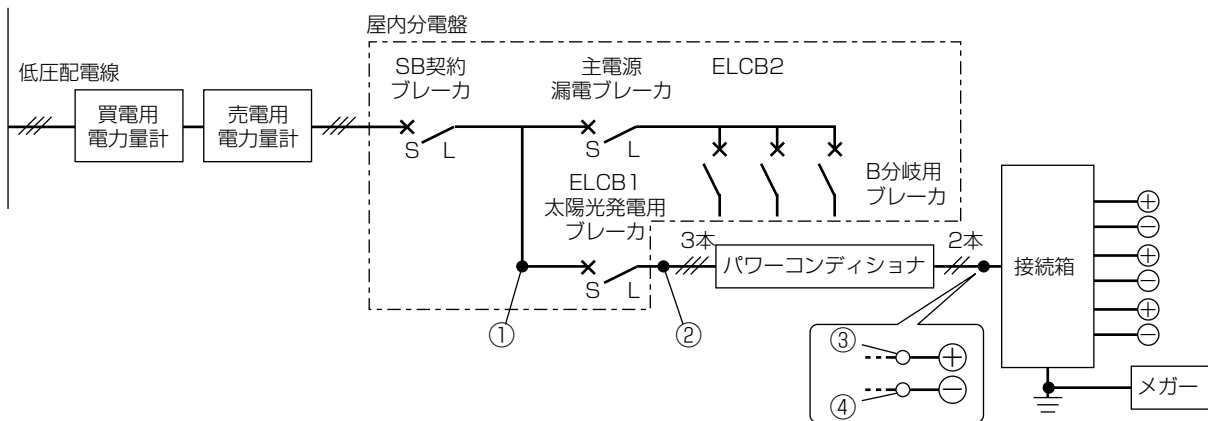 屋内分電盤
低圧配電線
SB契約
ブレーカ
主電源
漏電ブレーカ
ELCB2
買電用
電力量計
売電用
電力量計
S L
S L
ELCB1
太陽光発電用
ブレーカ
B分岐用
ブレーカ
S L
3本
パワーコンディショナ
2本
接続箱
+
−
+
−
+
−
①
②
③
+
④
−
メガー